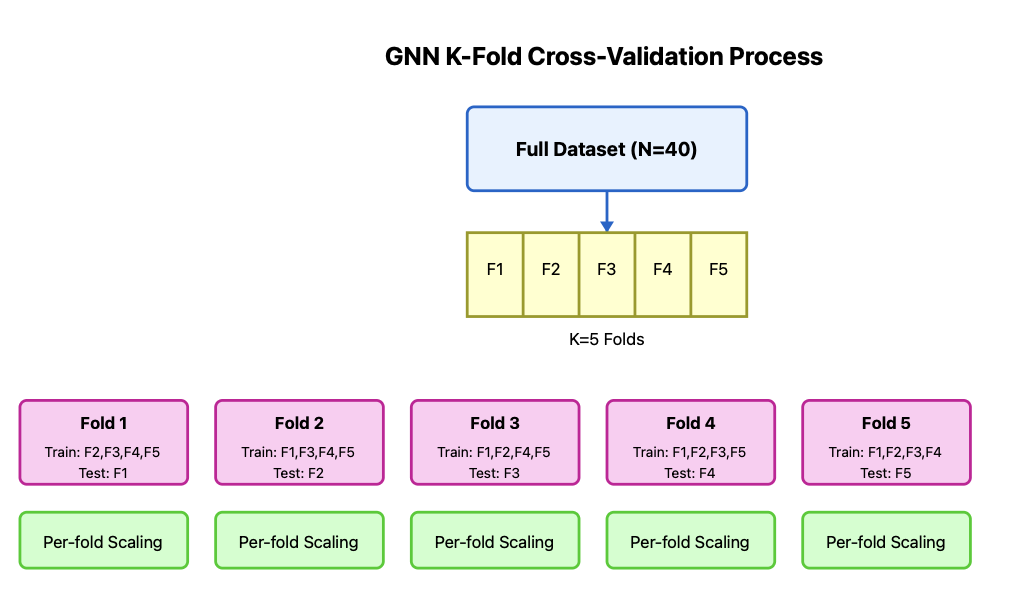 GNN K-Fold Cross-Validation Process
Full Dataset (N=40)
F1 F2 F3 F4 F5
K=5 Folds
Fold 1
Train: F2,F3,F4,F5
Test: F1
Fold 2
Train: F1,F3,F4,F5
Test: F2
Fold 3
Train: F1,F2,F4,F5
Test: F3
Fold 4
Train: F1,F2,F3,F5
Test: F4
Fold 5
Train: F1,F2,F3,F4
Test: F5
Per-fold Scaling
Per-fold Scaling
Per-fold Scaling
Per-fold Scaling
Per-fold Scaling